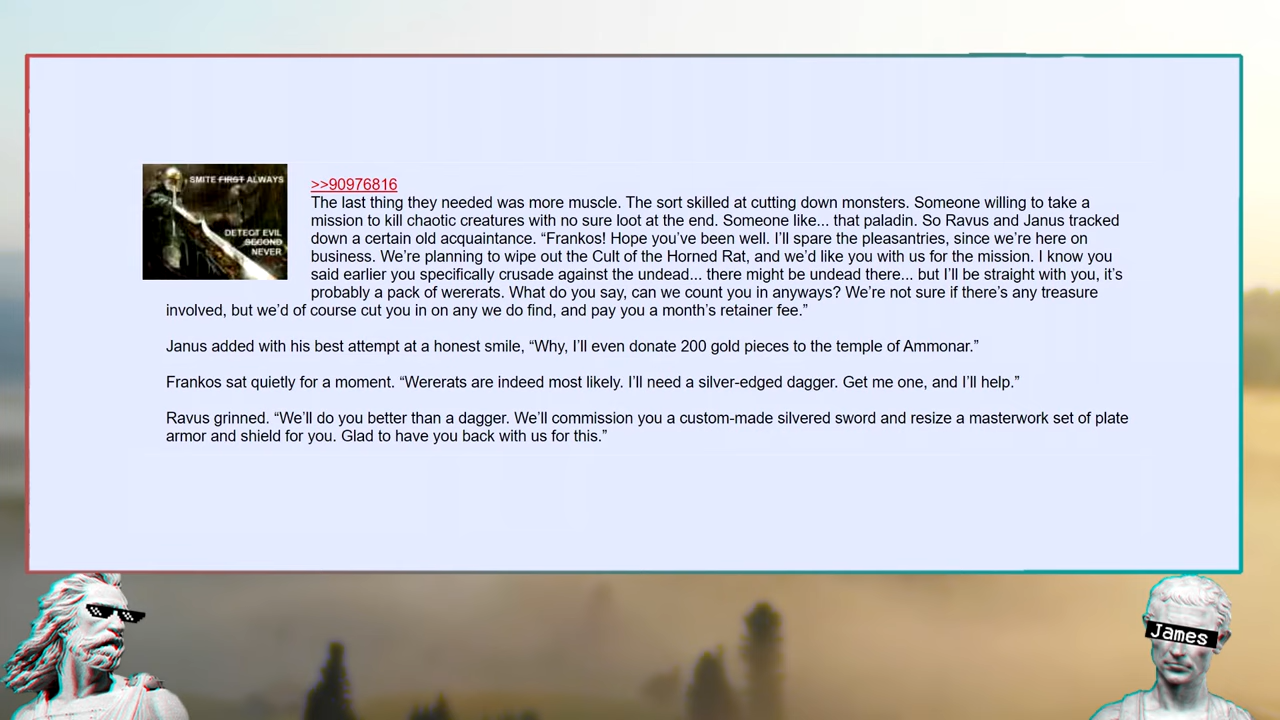 SMITE FIRST ALWAYS
DETECT EVIL
SECOND
NEVER
>>90976816
The last thing they needed was more muscle. The sort skilled at cutting down monsters. Someone willing to take a
mission to kill chaotic creatures with no sure loot at the end. Someone like... that paladin. So Ravus and Janus tracked
down a certain old acquaintance. “Frankos! Hope you’ve been well. I’ll spare the pleasantries, since we’re here on
business. We’re planning to wipe out the Cult of the Horned Rat, and we’d like you with us for the mission. I know you
said earlier you specifically crusade against the undead... there might be undead there... but I’ll be straight with you, it’s
probably a pack of wererats. What do you say, can we count you in anyways? We’re not sure if there’s any treasure
involved, but we’d of course cut you in on any we do find, and pay you a month’s retainer fee.”
Janus added with his best attempt at a honest smile, “Why, I’ll even donate 200 gold pieces to the temple of Ammonar.”
Frankos sat quietly for a moment. “Wererats are indeed most likely. I’ll need a silver-edged dagger. Get me one, and I’ll help.”
Ravus grinned. “We’ll do you better than a dagger. We’ll commission you a custom-made silvered sword and resize a masterwork set of plate
armor and shield for you. Glad to have you back with us for this.”
James